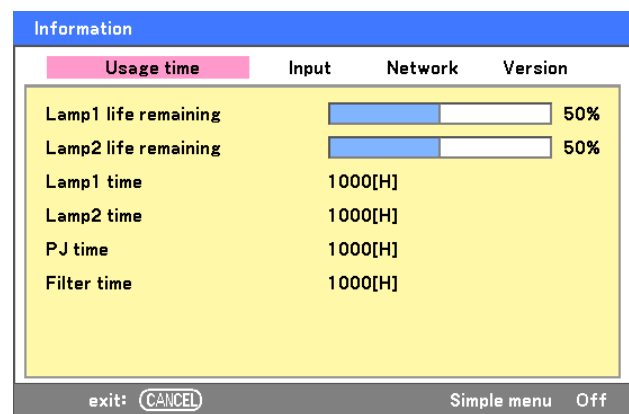 Information
Usage time Input Network Version
Lamp1 life remaining 50%
Lamp2 life remaining 50%
Lamp1 time 1000[H]
Lamp2 time 1000[H]
PJ time 1000[H]
Filter time 1000[H]
exit: CANCEL Simple menu Off